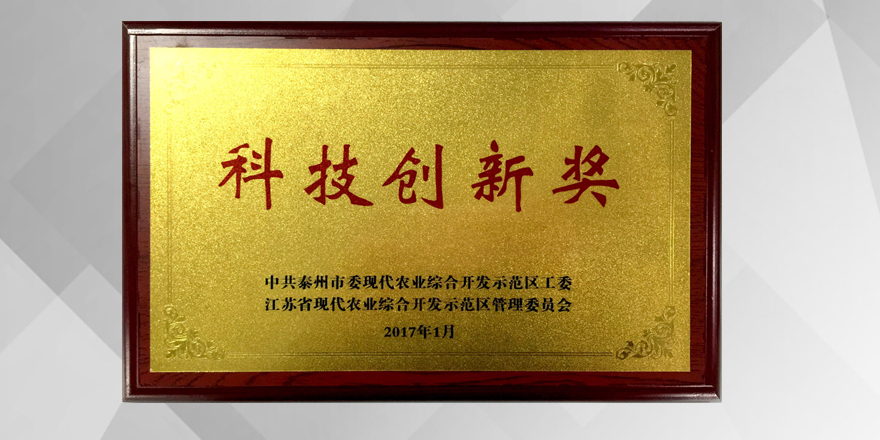 科技创新奖
中共泰州市委现代农业综合开发示范区工委
江苏省现代农业综合开发示范区管理委员会
2017年1月